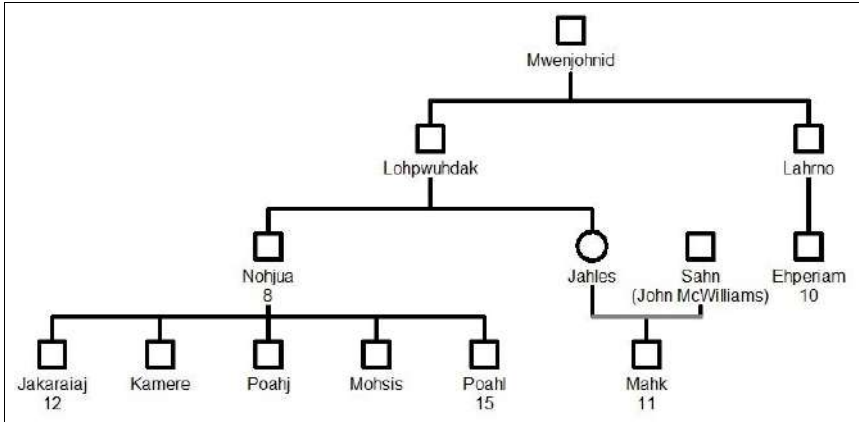 Mwenjohnid
Lohpwuhdak
Lahrno
Nohjua
8
Jahles
Sahn
(John McWilliams)
Ehperiam
10
Jakaraiaj
12
Kamere
Poahj
Mohsis
Poahl
15
Mahk
11